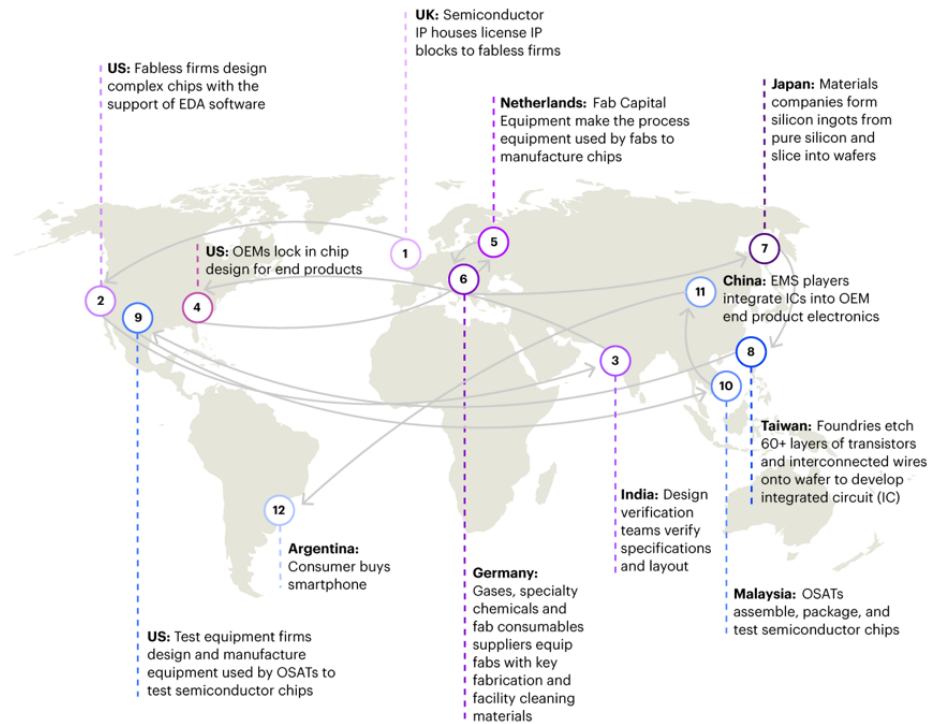 UK: Semiconductor
IP houses license IP
blocks to fabless firms
US: Fabless firms design
complex chips with the
support of EDA software
Netherlands: Fab Capital
Equipment make the process
equipment used by fabs to
manufacture chips
Japan: Materials
companies form
silicon ingots from
pure silicon and
slice into wafers
US: OEMs lock in chip
design for end products
1
5
7
6
2
9
4
11
China: EMS players
integrate ICs into OEM
end product electronics
3
8
10
Taiwan: Foundries etch
60+ layers of transistors
and interconnected wires
onto wafer to develop
integrated circuit (IC)
12
India: Design
verification
teams verify
specifications
and layout
Argentina:
Consumer buys
smartphone
Germany:
Gases, specialty
chemicals and
fab consumables
suppliers equip
fabs with key
fabrication and
facility cleaning
materials
Malaysia: OSATs
assemble, package, and
test semiconductor chips
US: Test equipment firms
design and manufacture
equipment used by OSATs to
test semiconductor chips